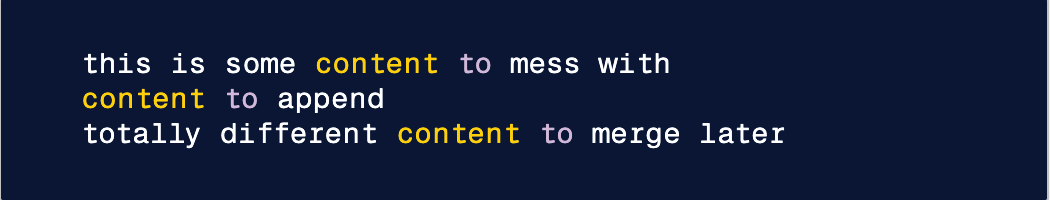 this is some content to mess with
content to append
totally different content to merge later